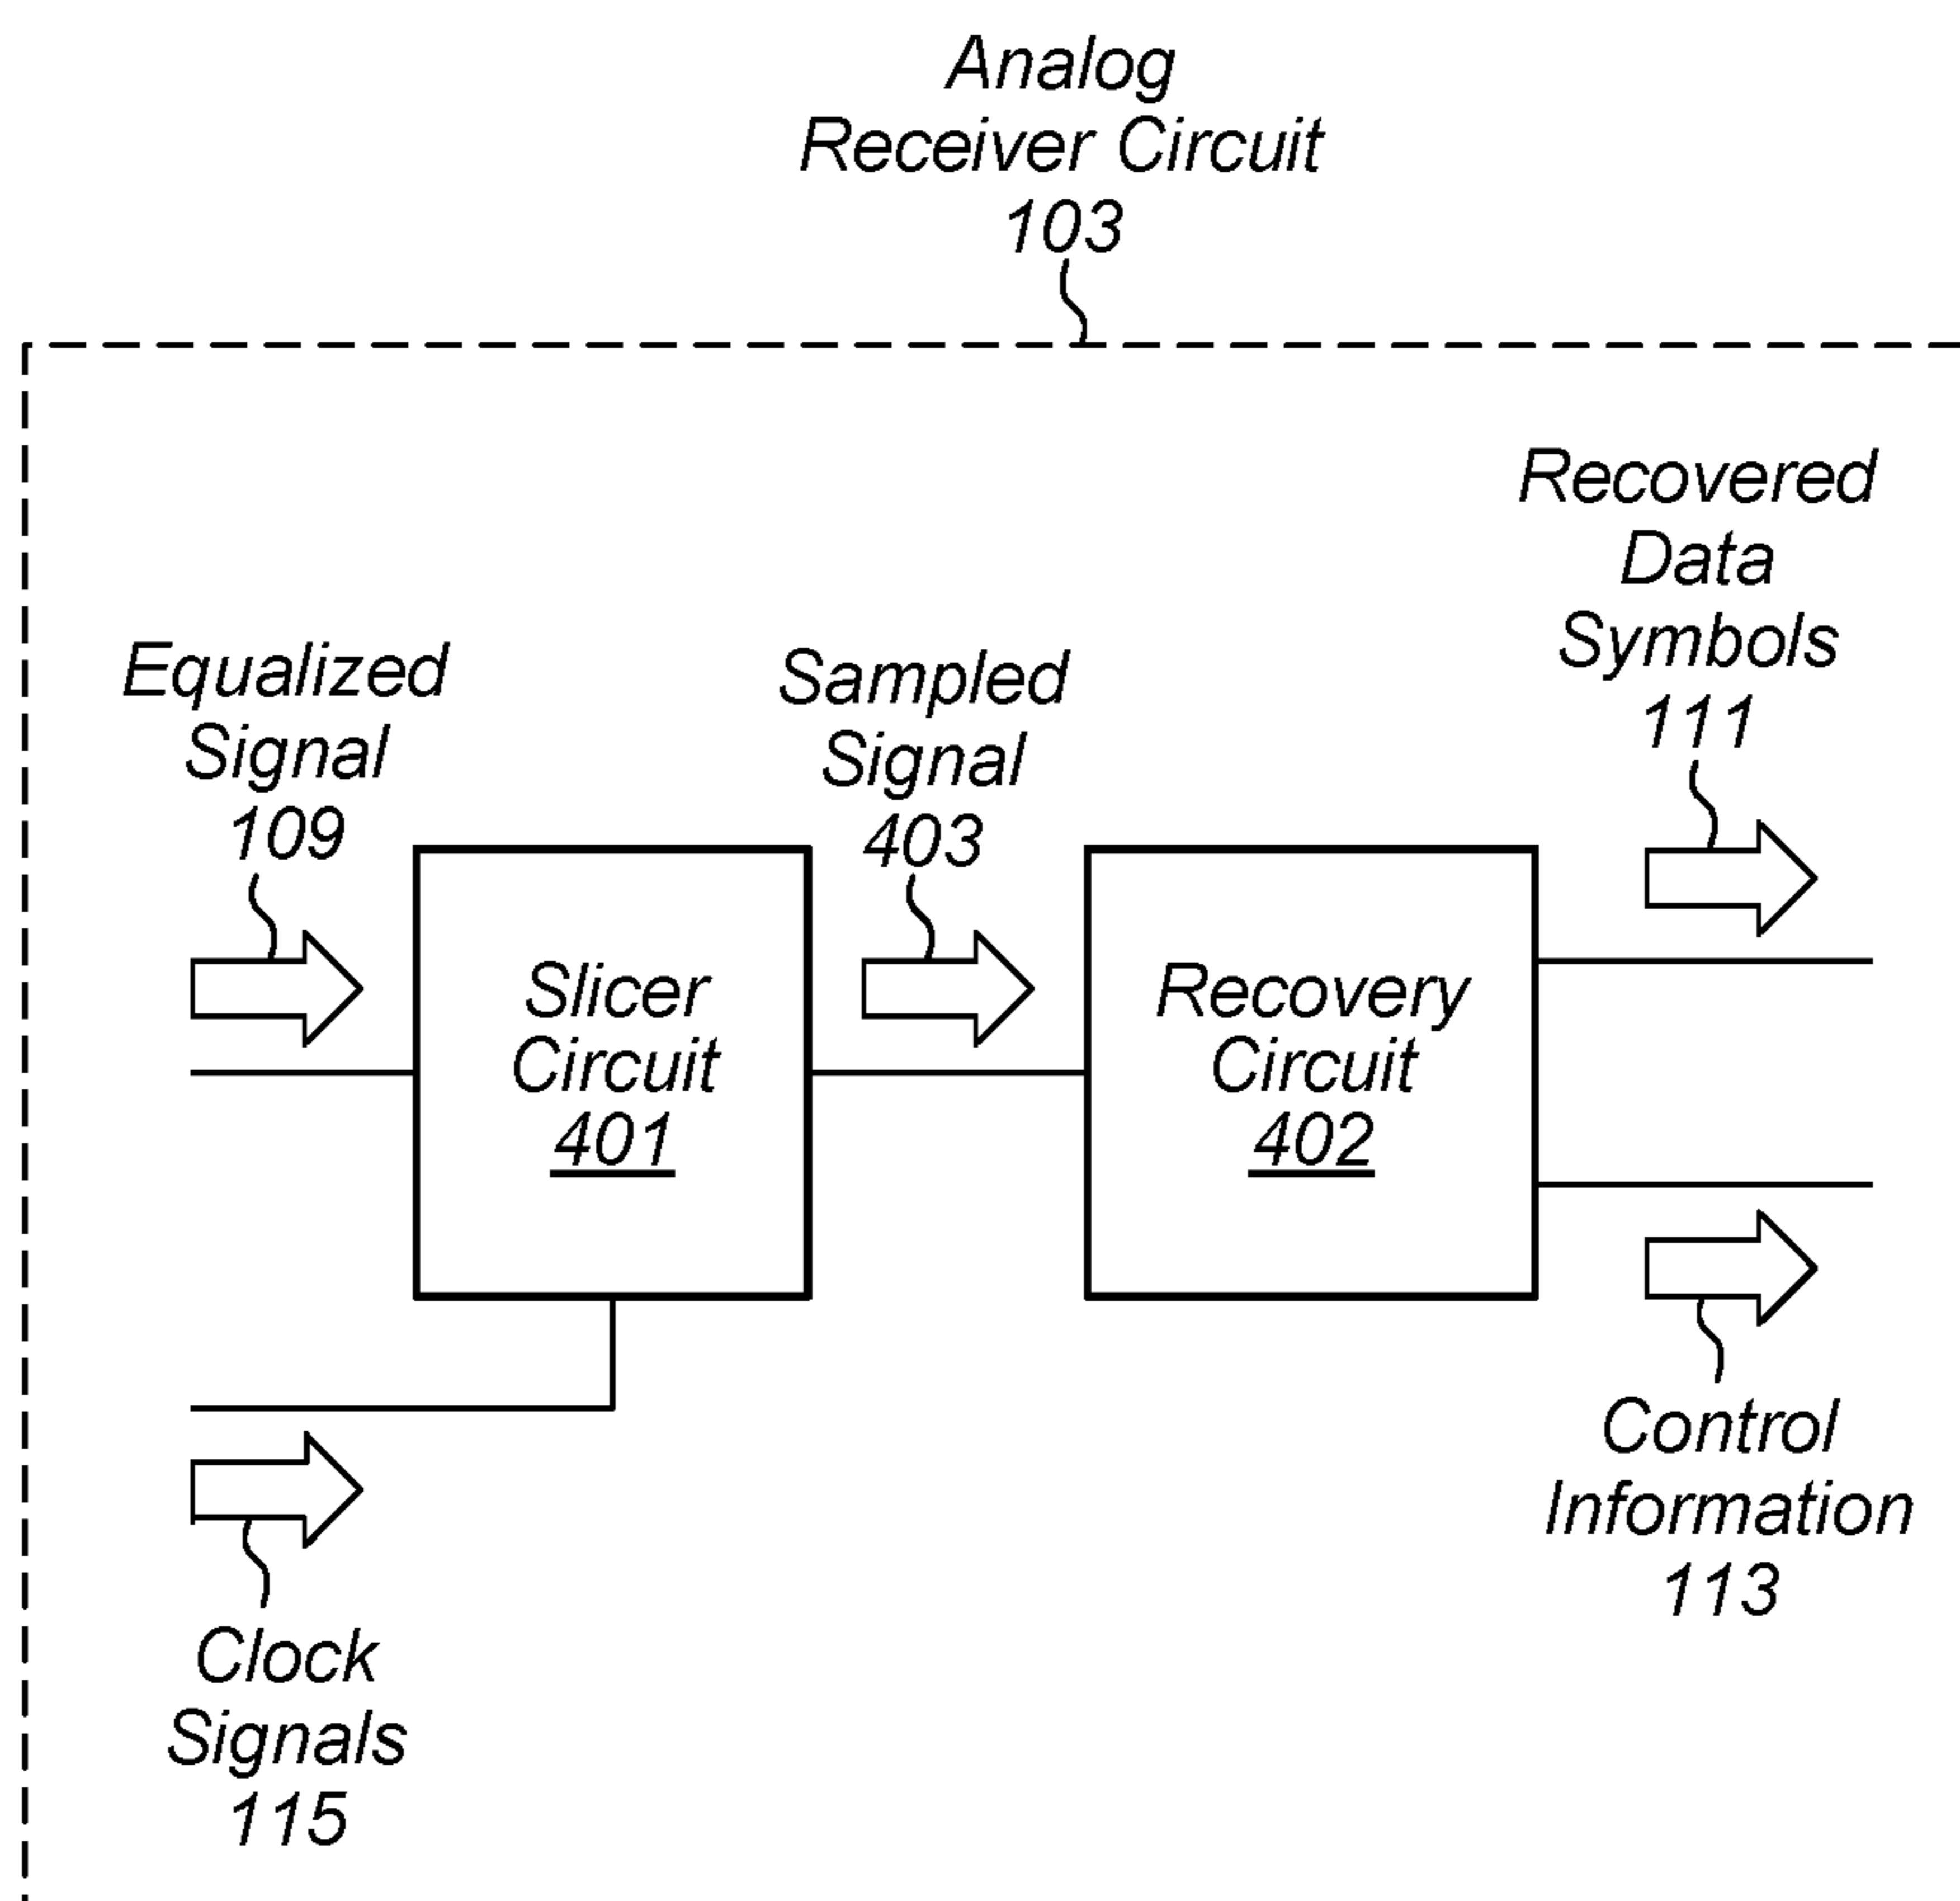 Analog
Receiver Circuit
103
Recovered
Data
Symbols
111
Equalized
Signal
109
Sampled
Signal
403
Slicer
Circuit
401
Recovery
Circuit
402
Control
Information
113
Clock
Signals
115